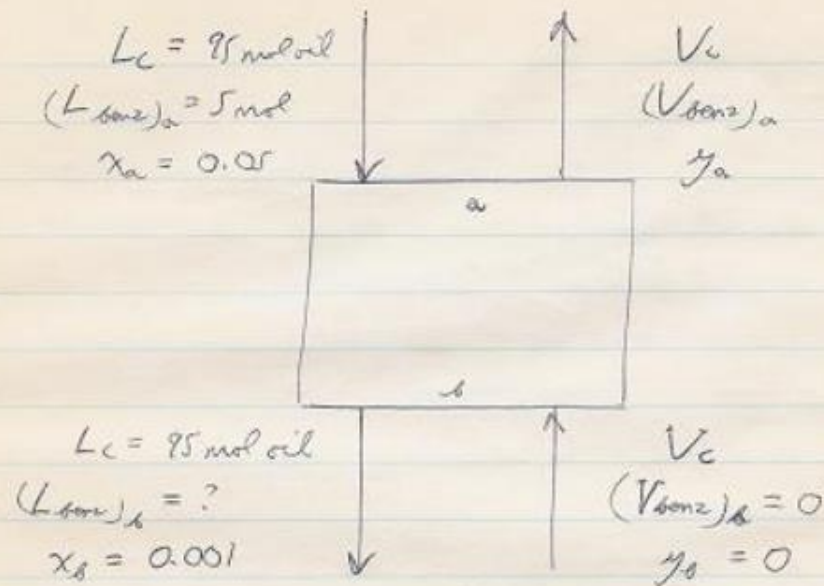 L_c = 95 mol oil
V_c
(L_benz)_a = 5 mol
(V_benz)_a
x_a = 0.05
y_a
a
b
L_c = 95 mol oil
V_c
(L_benz)_b = ?
(V_benz)_b = 0
x_b = 0.001
y_b = 0